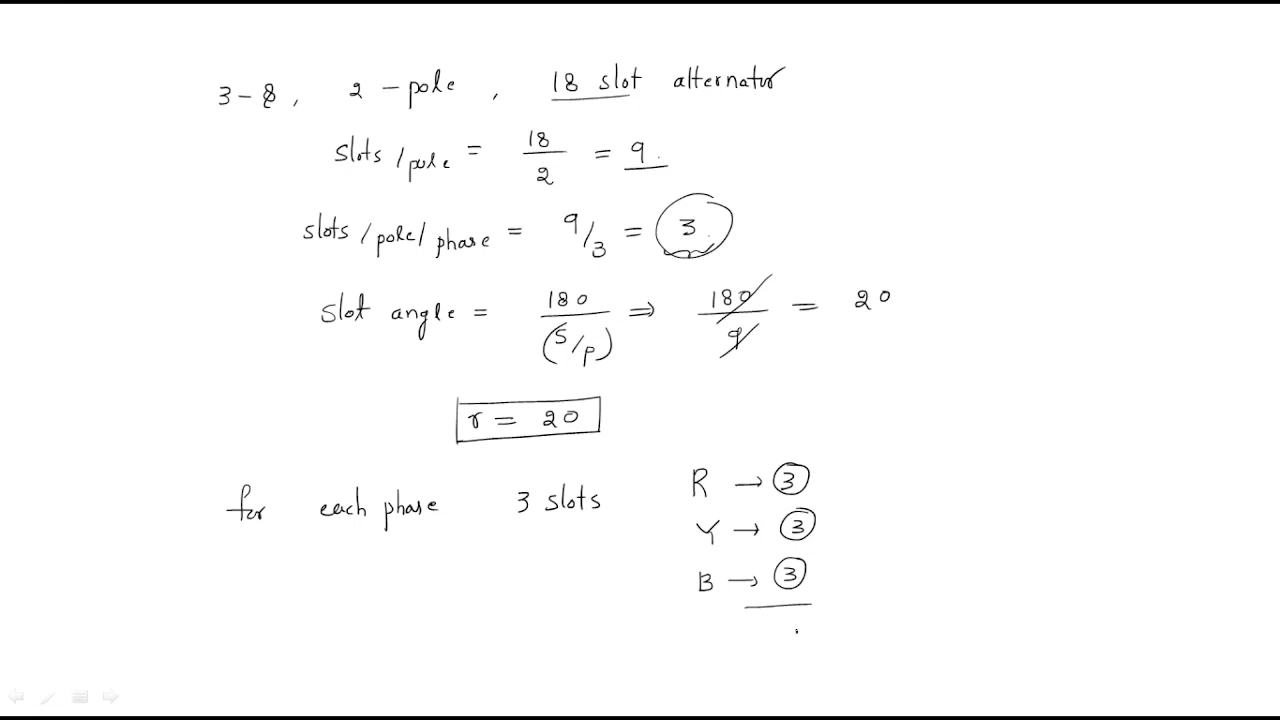 3-8, 2-pole, 18 slot alternator
slots/pole = 18/2 = 9.
slots/pole/phase = 9/3 = 3
slot angle = 180/(S/P) ⇒ 180/9 = 20
r = 20
for each phase 3 slots
R → 3
Y → 3
B → 3